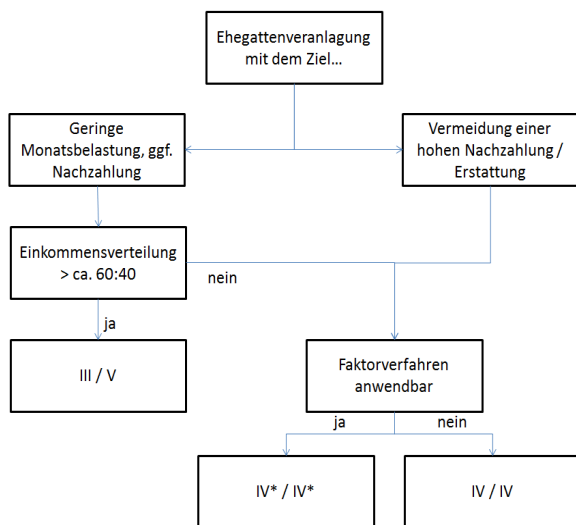 Ehegattenveranlagung
mit dem Ziel...
Geringe
Monatsbelastung, ggf.
Nachzahlung
Vermeidung einer
hohen Nachzahlung /
Erstattung
Einkommensverteilung
> ca. 60:40
nein
ja
III / V
Faktorverfahren
anwendbar
ja
nein
IV* / IV*
IV / IV